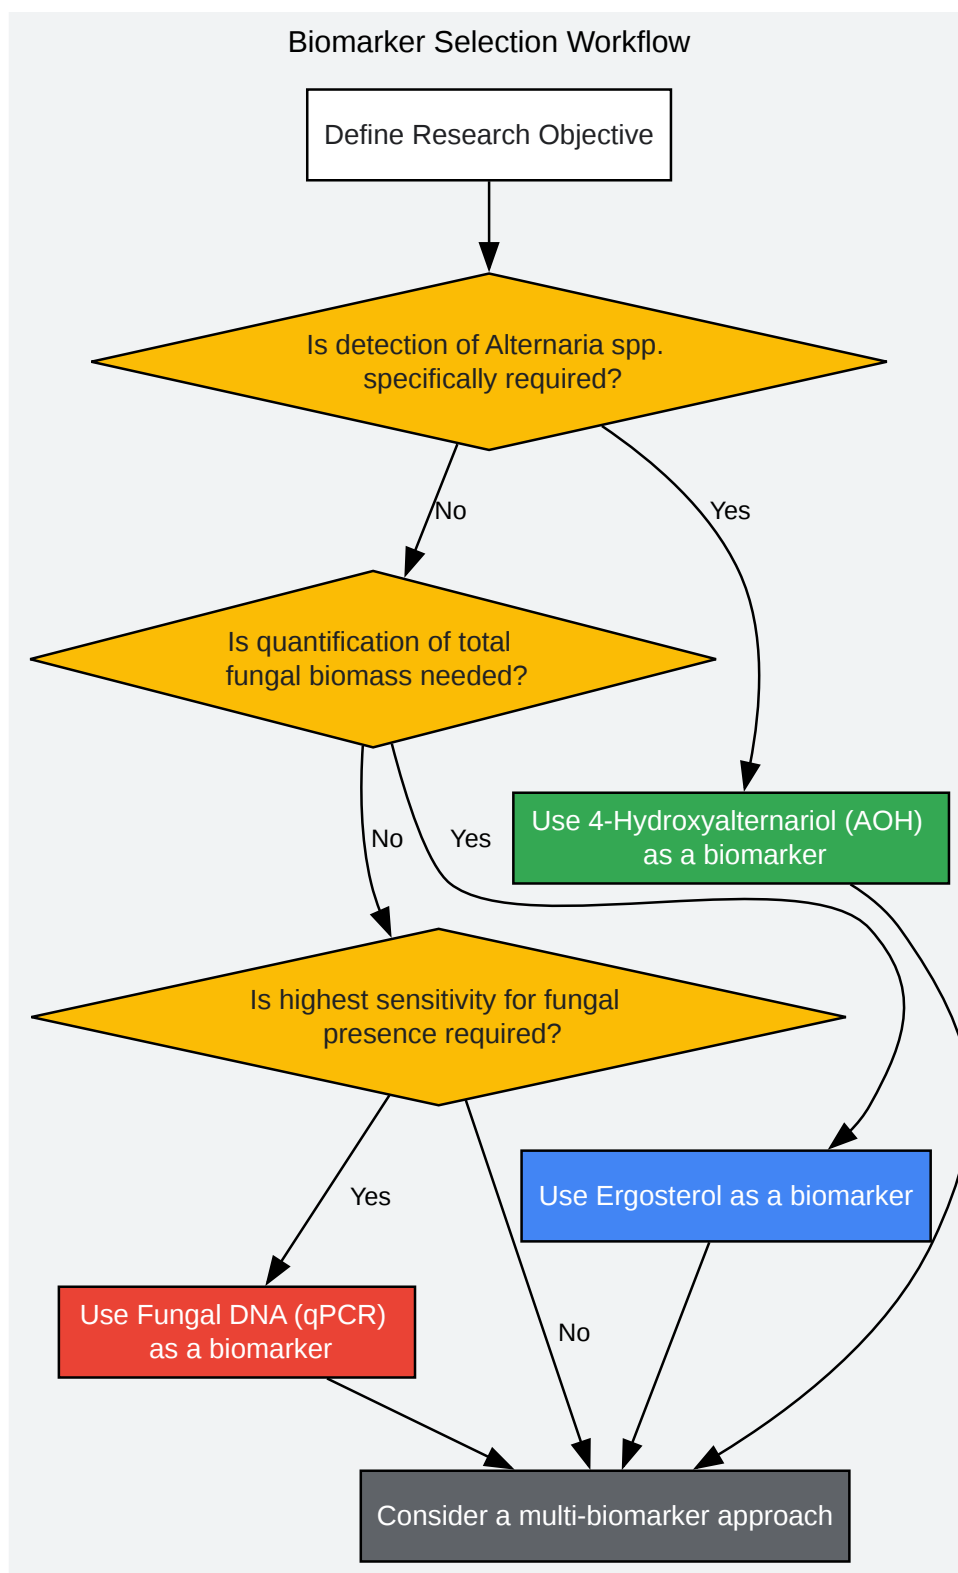 Biomarker Selection Workflow
Define Research Objective
Is detection of Alternaria spp.
specifically required?
No
Yes
Is quantification of total
fungal biomass needed?
Use 4-Hydroxyalternariol (AOH)
as a biomarker
No
Yes
Is highest sensitivity for fungal
presence required?
Yes
Use Ergosterol as a biomarker
Use Fungal DNA (qPCR)
as a biomarker
No
Consider a multi-biomarker approach